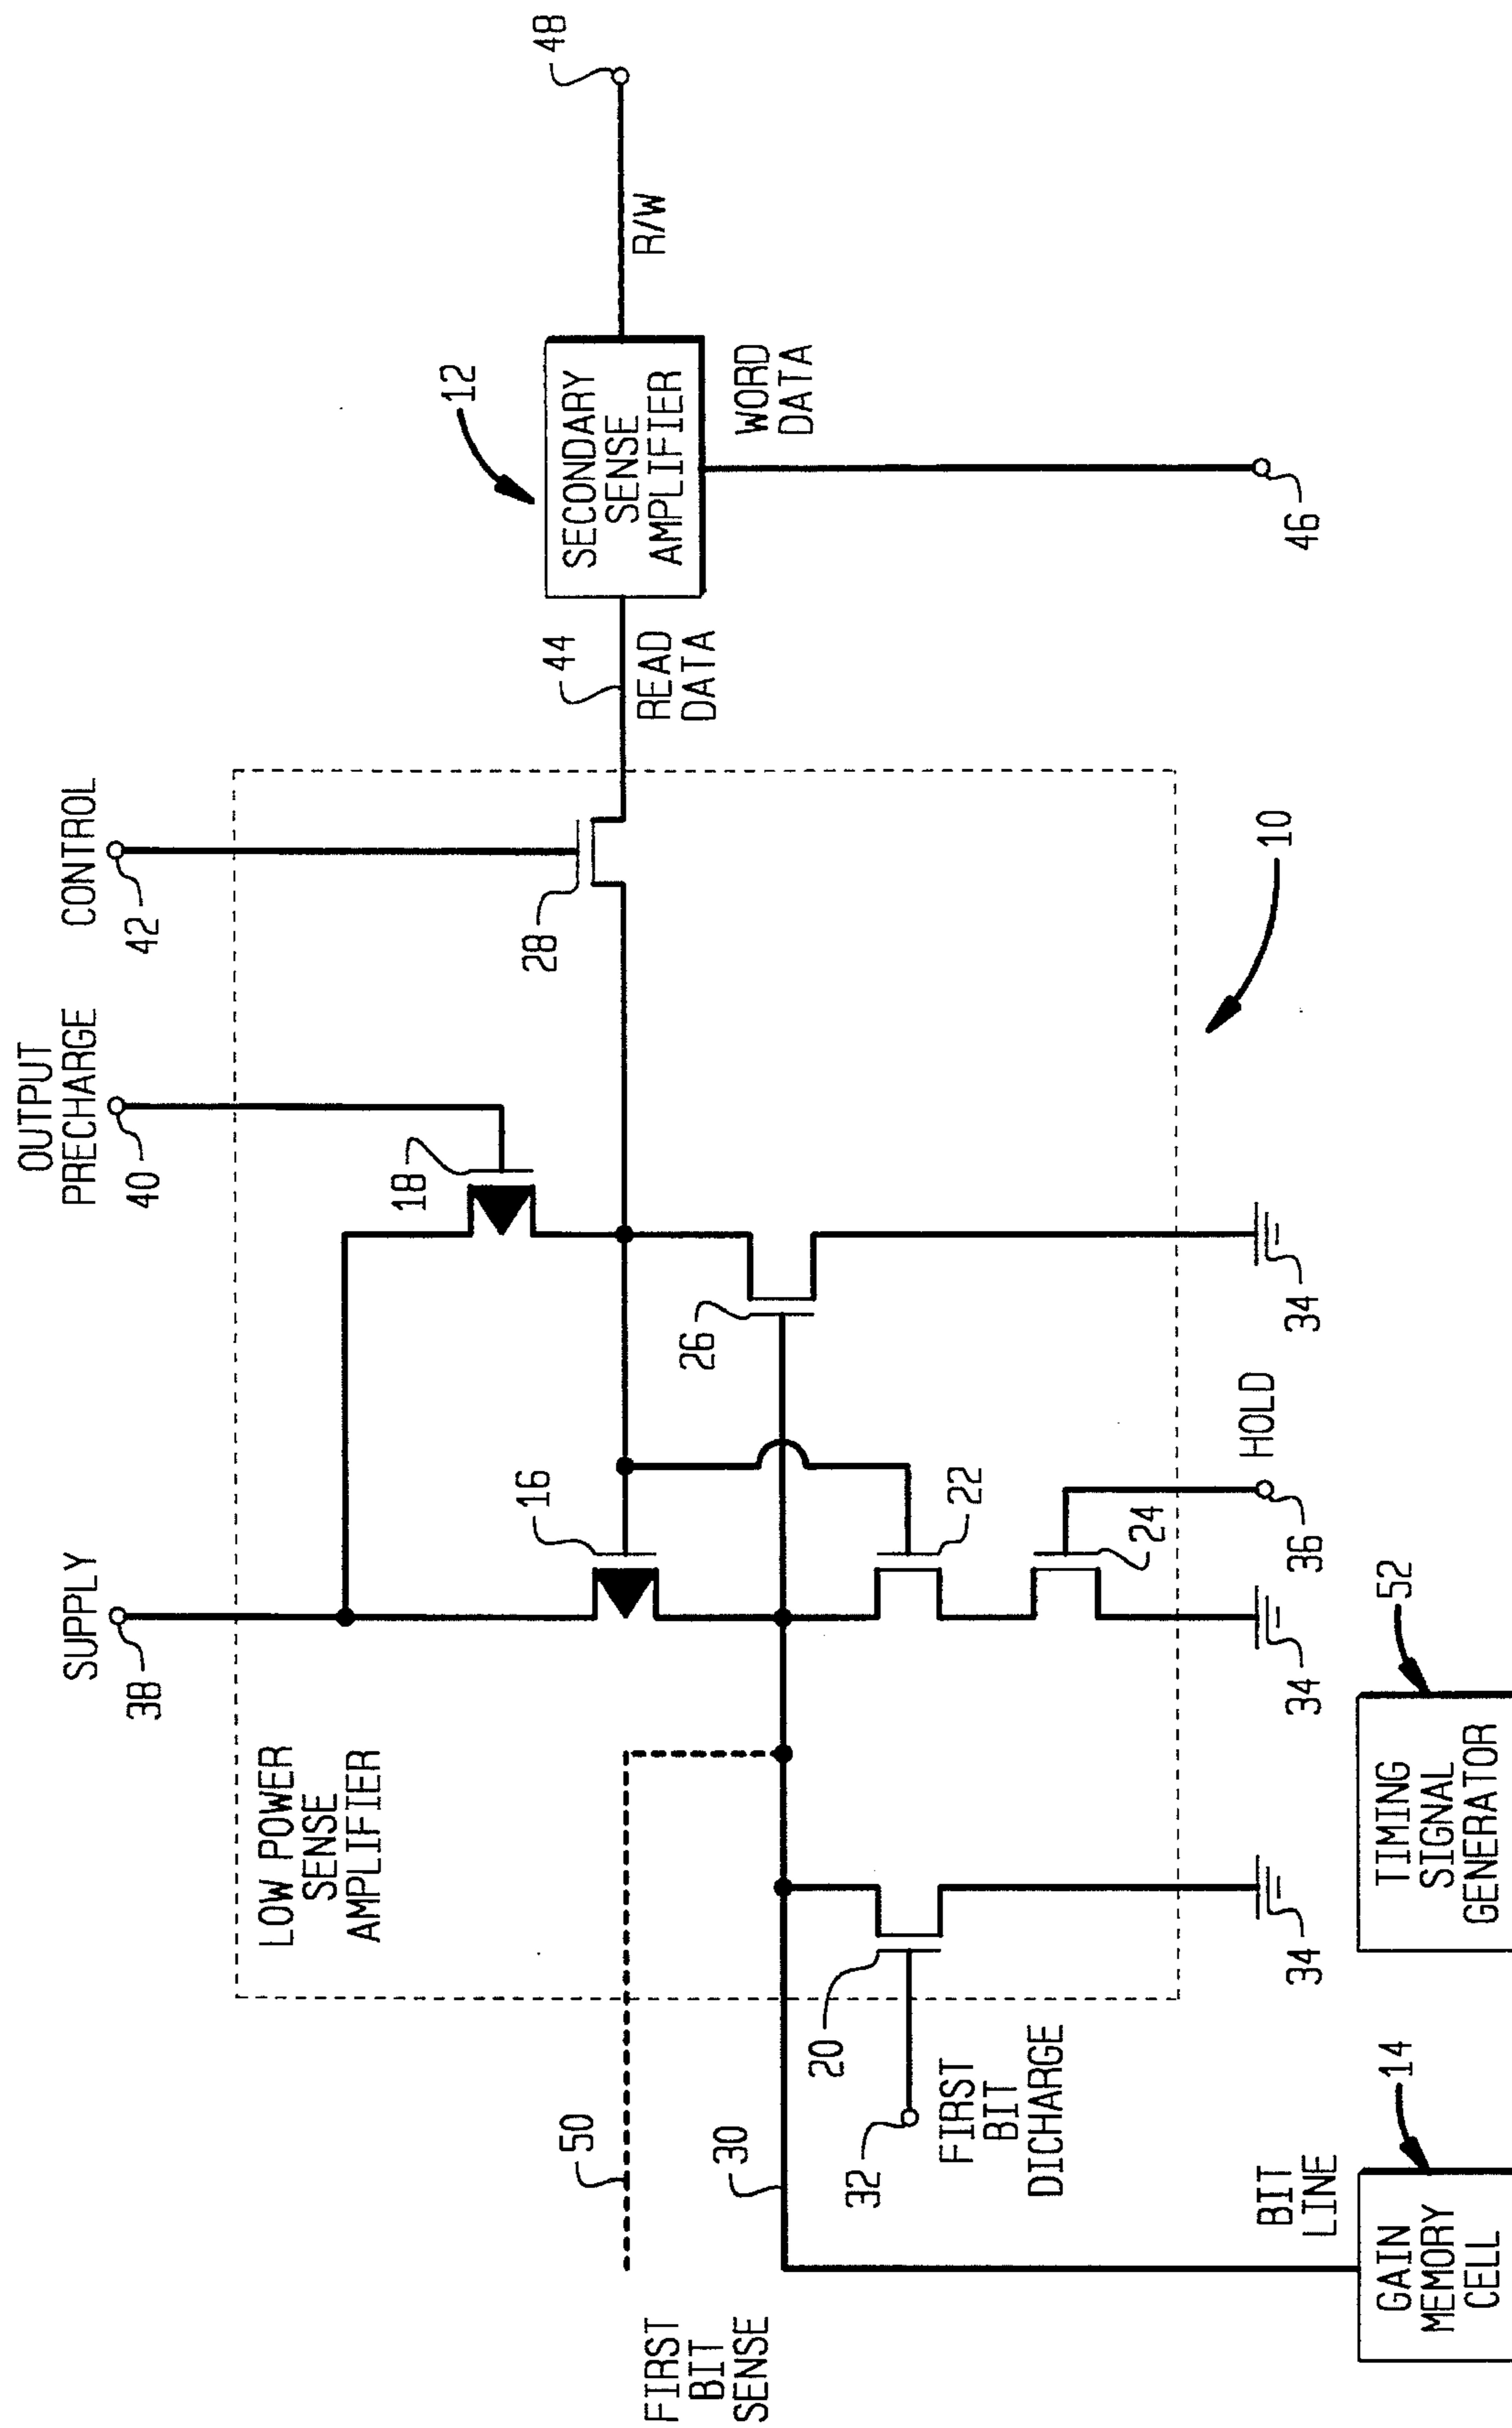 OUTPUT
PRECHARGE
CONTROL
SUPPLY
38
40
42
48
LOW POWER
SENSE
AMPLIFIER
18
16
28
44
READ
DATA
12
SECONDARY
SENSE
AMPLIFIER
R/W
WORD
DATA
46
50
FIRST
BIT
SENSE
30
26
22
24
20
32
FIRST
BIT
DICHARGE
34
34
36
HOLD
34
10
BIT
LINE
14
GAIN
MEMORY
CELL
52
TIMING
SIGNAL
GENERATOR